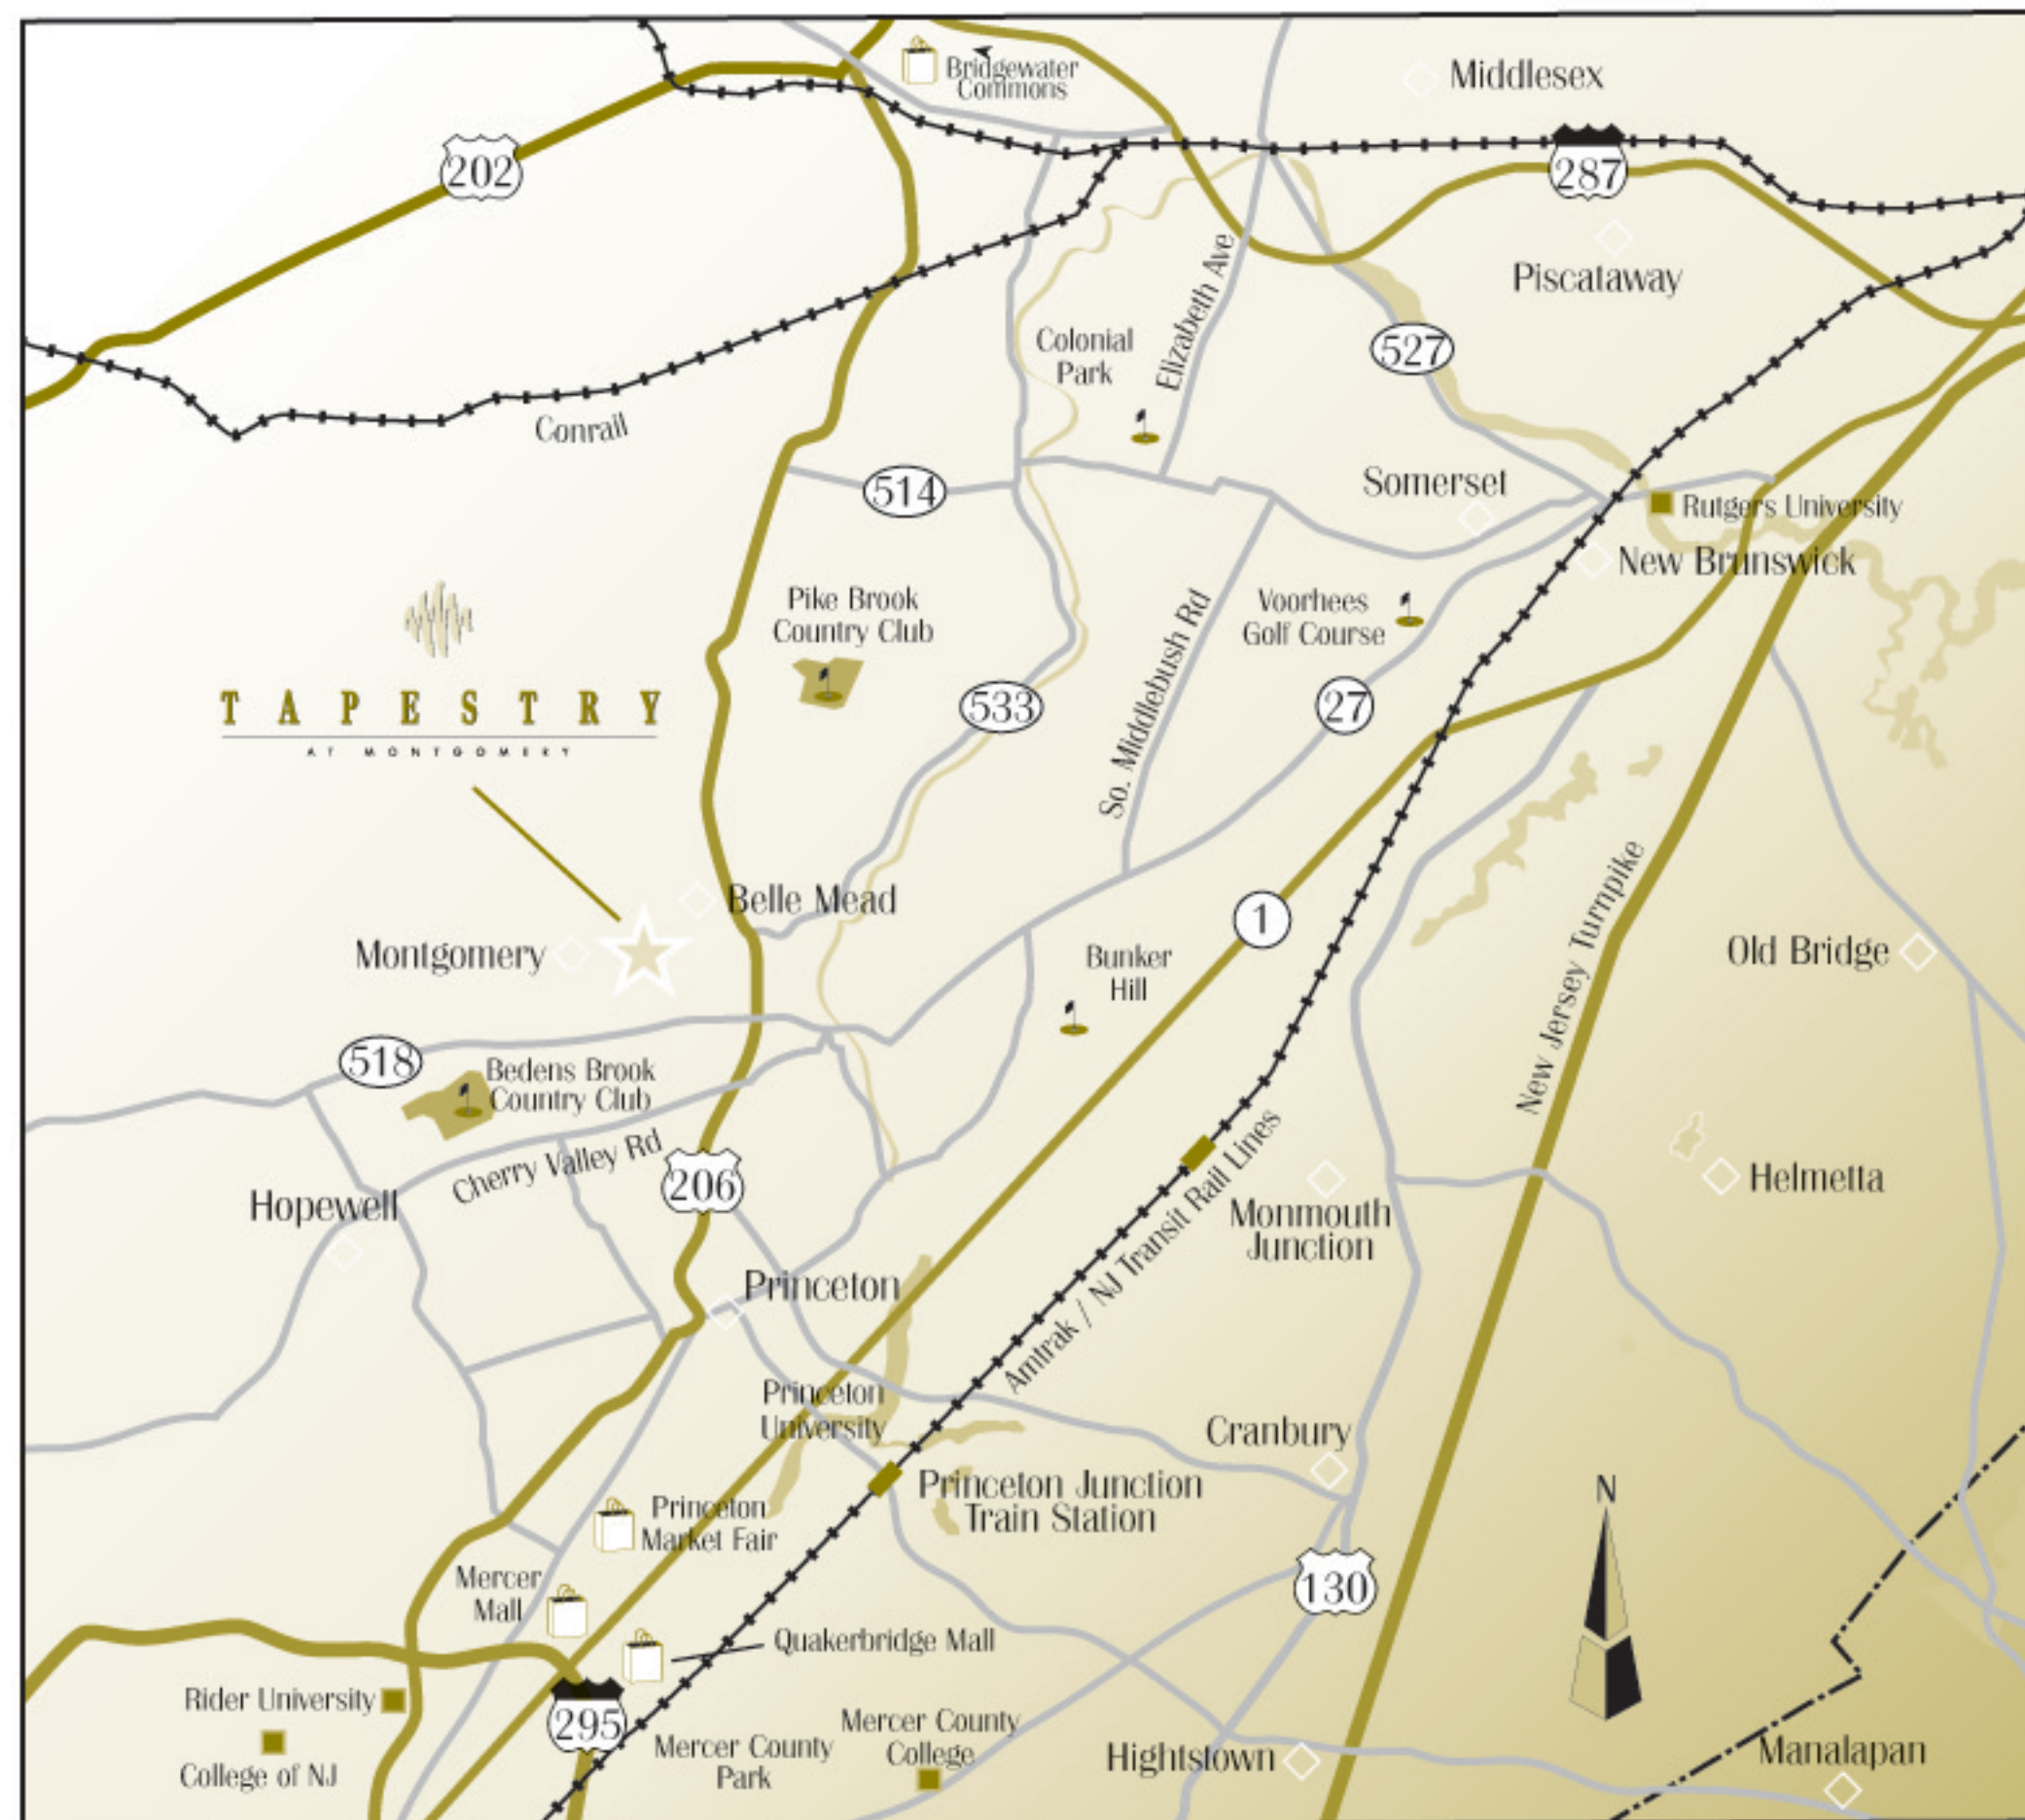 Bridgewater
Commons
Middlesex
202
287
Piscataway
Elizabeth Ave
Colonial
Park
527
Conrail
514
Somerset
Rutgers University
New Brunswick
Pike Brook
Country Club
Voorhees
Golf Course
So. Middlebush Rd
533
27
TAPESTRY
AT MONTGOMERY
Belle Mead
Montgomery
1
Bunker
Hill
New Jersey Turnpike
Old Bridge
518
Bedens Brook
Country Club
Cherry Valley Rd
206
Hopewell
Amtrak / NJ Transit Rail Lines
Monmouth
Junction
Helmetta
Princeton
Princeton
University
Cranbury
Princeton Junction
Train Station
N
Princeton
Market Fair
Mercer
Mall
130
Quakerbridge Mall
Rider University
295
College of NJ
Mercer County
Park
Mercer County
College
Hightstown
Manalapan